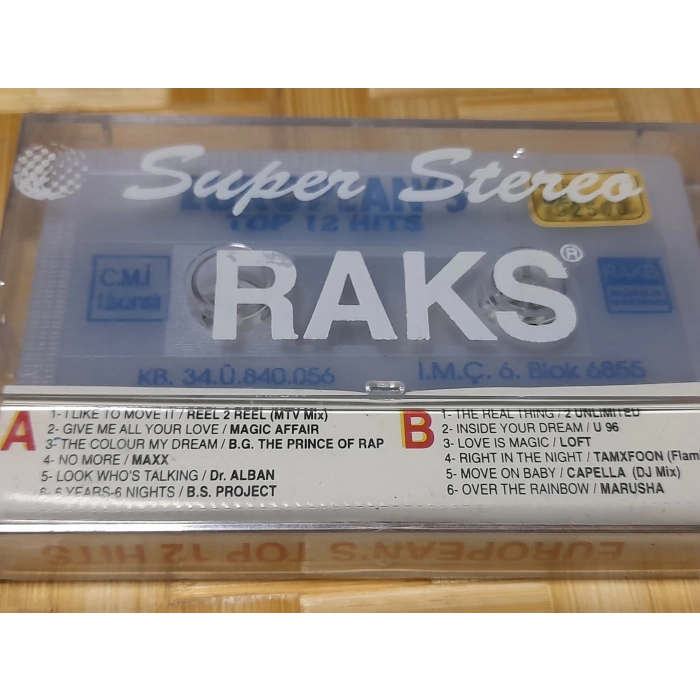 Super Stereo
EUROPEAN'S
TOP 12 HITS
C.M.İ
Lisanslı
RAKS®
RAKS
KB. 34.Ü.840.056
İ.M.Ç. 6. Blok 6855
A
1- I LIKE TO MOVE IT / REEL 2 REEL (MTV Mix)
2- GIVE ME ALL YOUR LOVE / MAGIC AFFAIR
3- THE COLOUR MY DREAM / B.G. THE PRINCE OF RAP
4- NO MORE / MAXX
5- LOOK WHO'S TALKING / Dr. ALBAN
6- 6 YEARS-6 NIGHTS / B.S. PROJECT
B
1- THE REAL THING / 2 UNLIMITED
2- INSIDE YOUR DREAM / U 96
3- LOVE IS MAGIC / LOFT
4- RIGHT IN THE NIGHT / TAMXFOON (Flam
5- MOVE ON BABY / CAPELLA (DJ Mix)
6- OVER THE RAINBOW / MARUSHA
EUROPEAN'S TOP 12 HITS